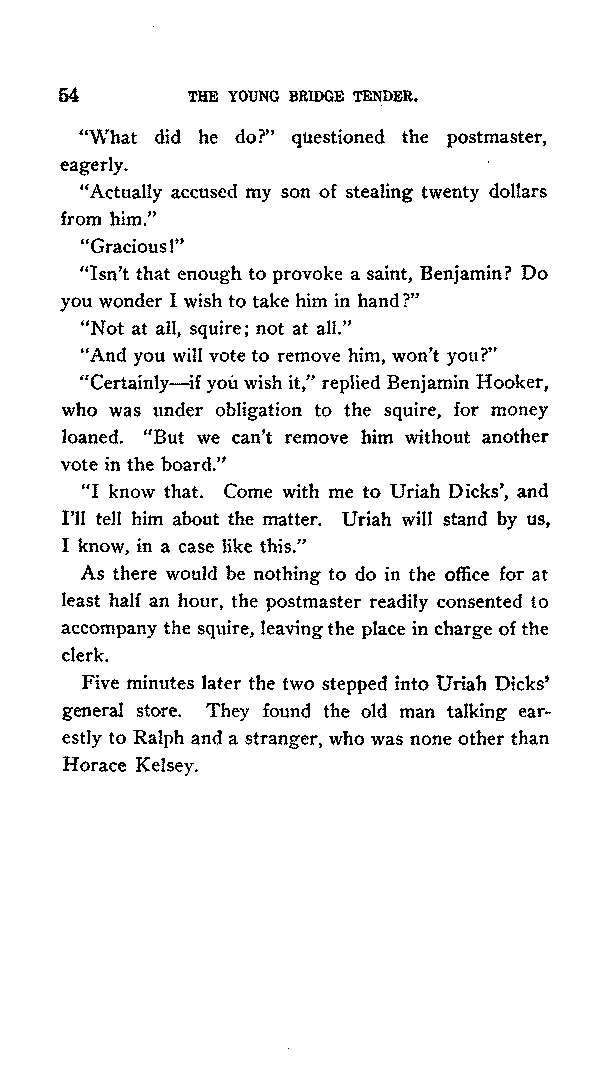 54 THE YOUNG BRIDGE TENDER.
"What did he do?" questioned the postmaster,
eagerly.
"Actually accused my son of stealing twenty dollars
from him."
"Gracious!"
"Isn't that enough to provoke a saint, Benjamin? Do
you wonder I wish to take him in hand?"
"Not at all, squire; not at all."
"And you will vote to remove him, won't you?"
"Certainly—if you wish it," replied Benjamin Hooker,
who was under obligation to the squire, for money
loaned. "But we can't remove him without another
vote in the board."
"I know that. Come with me to Uriah Dicks', and
I'll tell him about the matter. Uriah will stand by us,
I know, in a case like this."
As there would be nothing to do in the office for at
least half an hour, the postmaster readily consented to
accompany the squire, leaving the place in charge of the
clerk.
Five minutes later the two stepped into Uriah Dicks'
general store. They found the old man talking ear-
estly to Ralph and a stranger, who was none other than
Horace Kelsey.